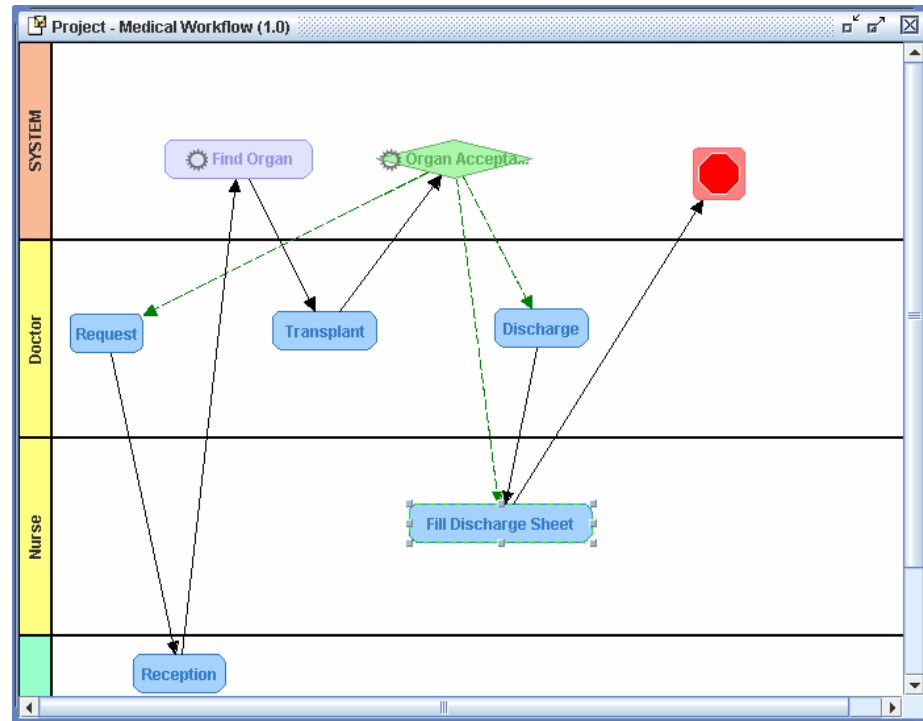 Project - Medical Workflow (1.0)
SYSTEM
Find Organ
Organ Accepta...
Doctor
Request
Transplant
Discharge
Nurse
Fill Discharge Sheet
Reception